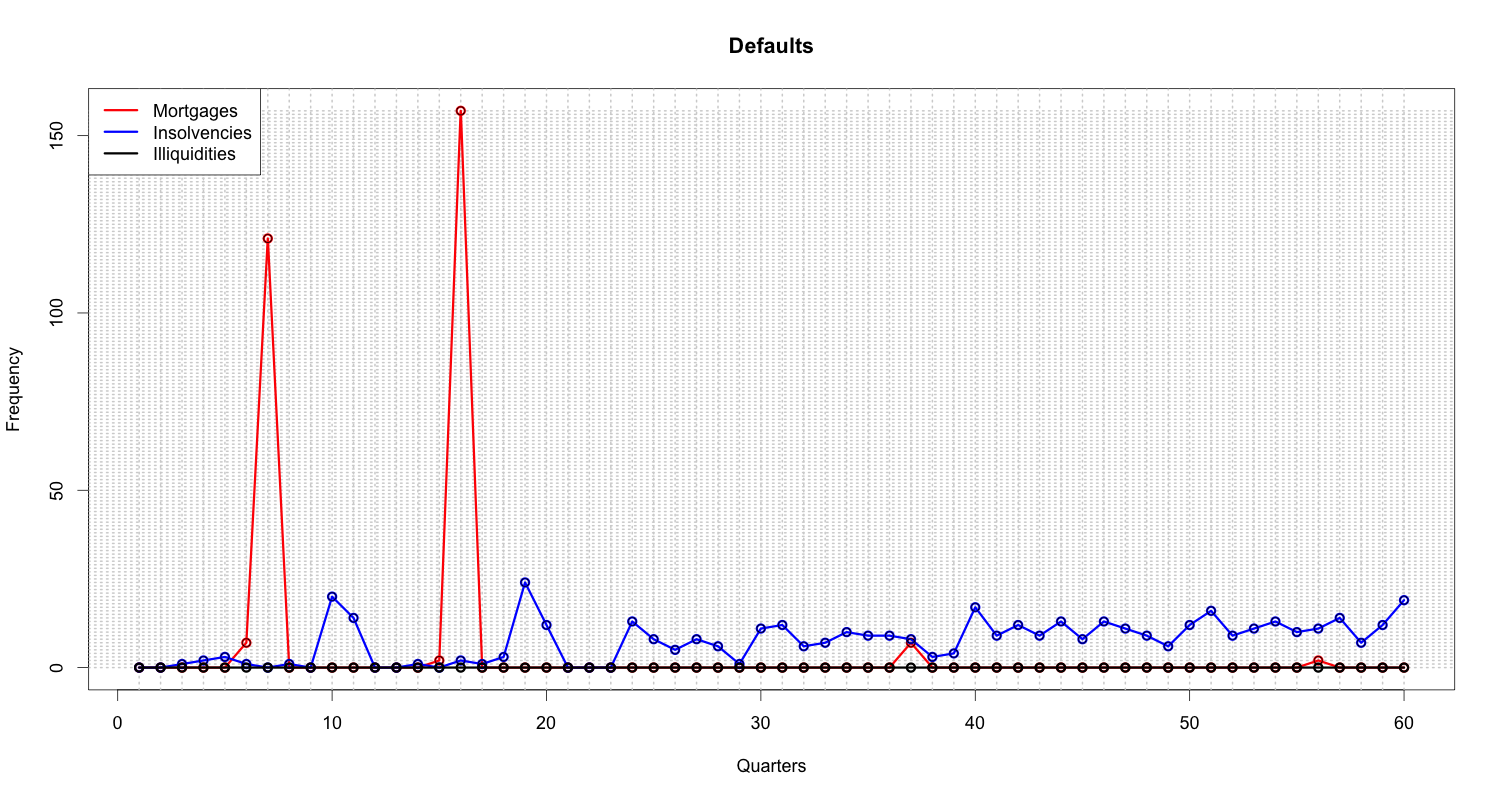 Defaults
Mortgages
Insolvencies
Illiquidities
150
100
50
0
Frequency
0 10 20 30 40 50 60
Quarters